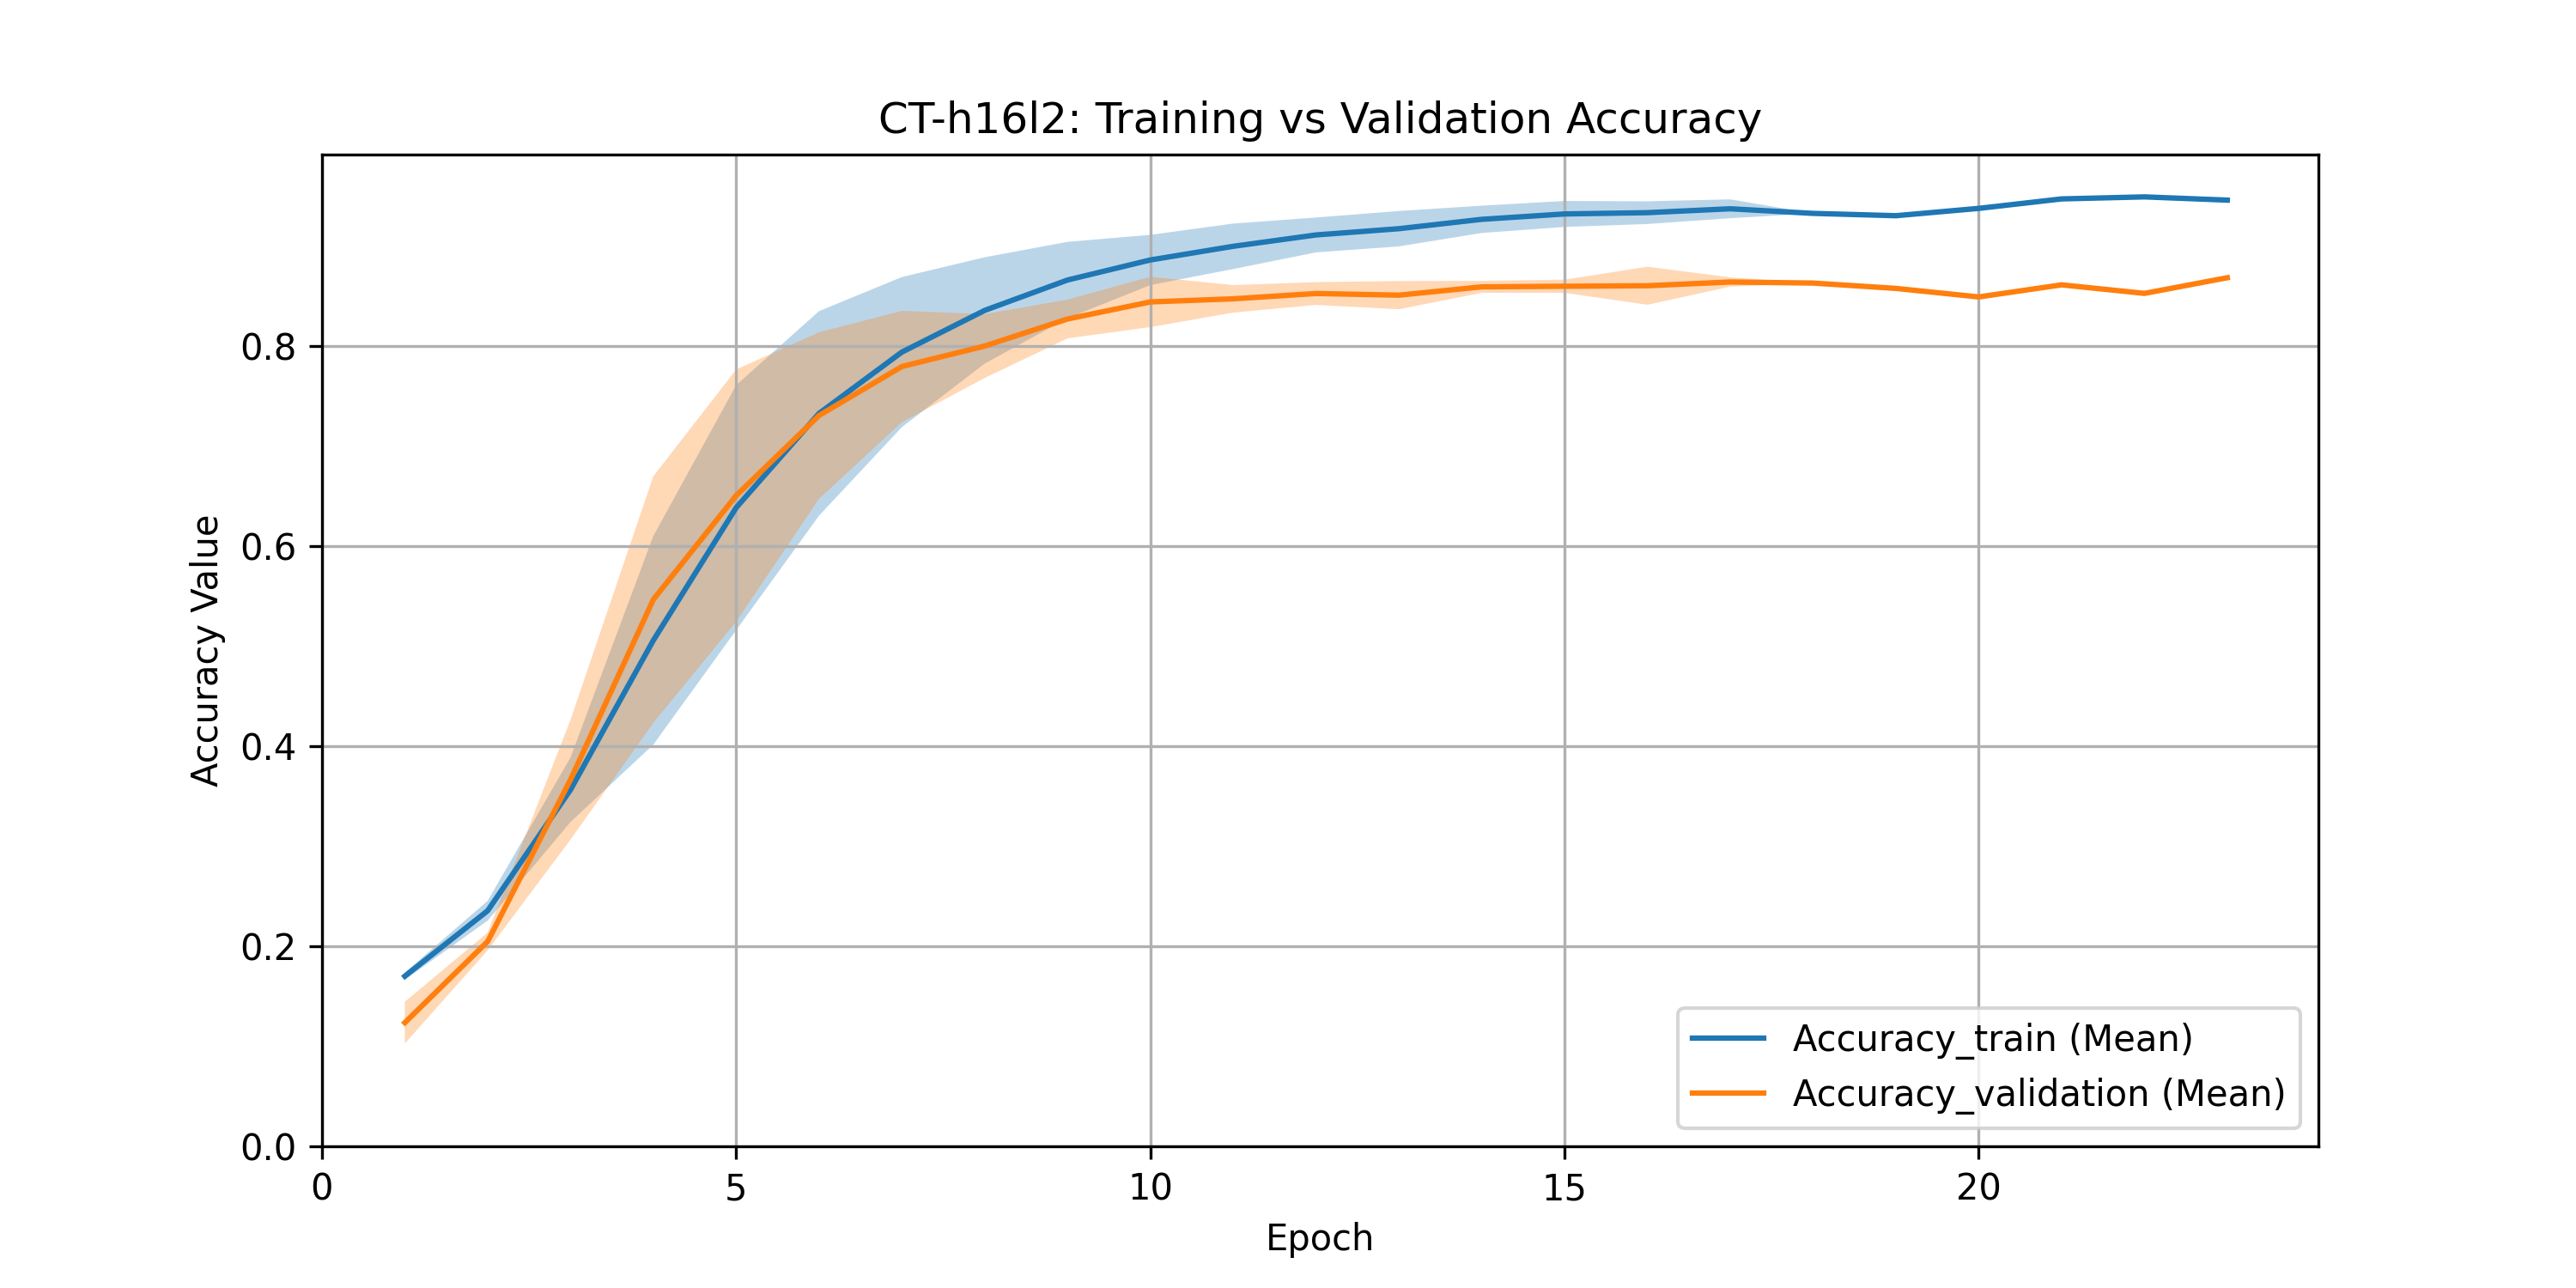 CT-h16l2: Training vs Validation Accuracy
Accuracy Value
0.8
0.6
0.4
0.2
0.0
0 5 10 15 20
Epoch
Accuracy_train (Mean)
Accuracy_validation (Mean)